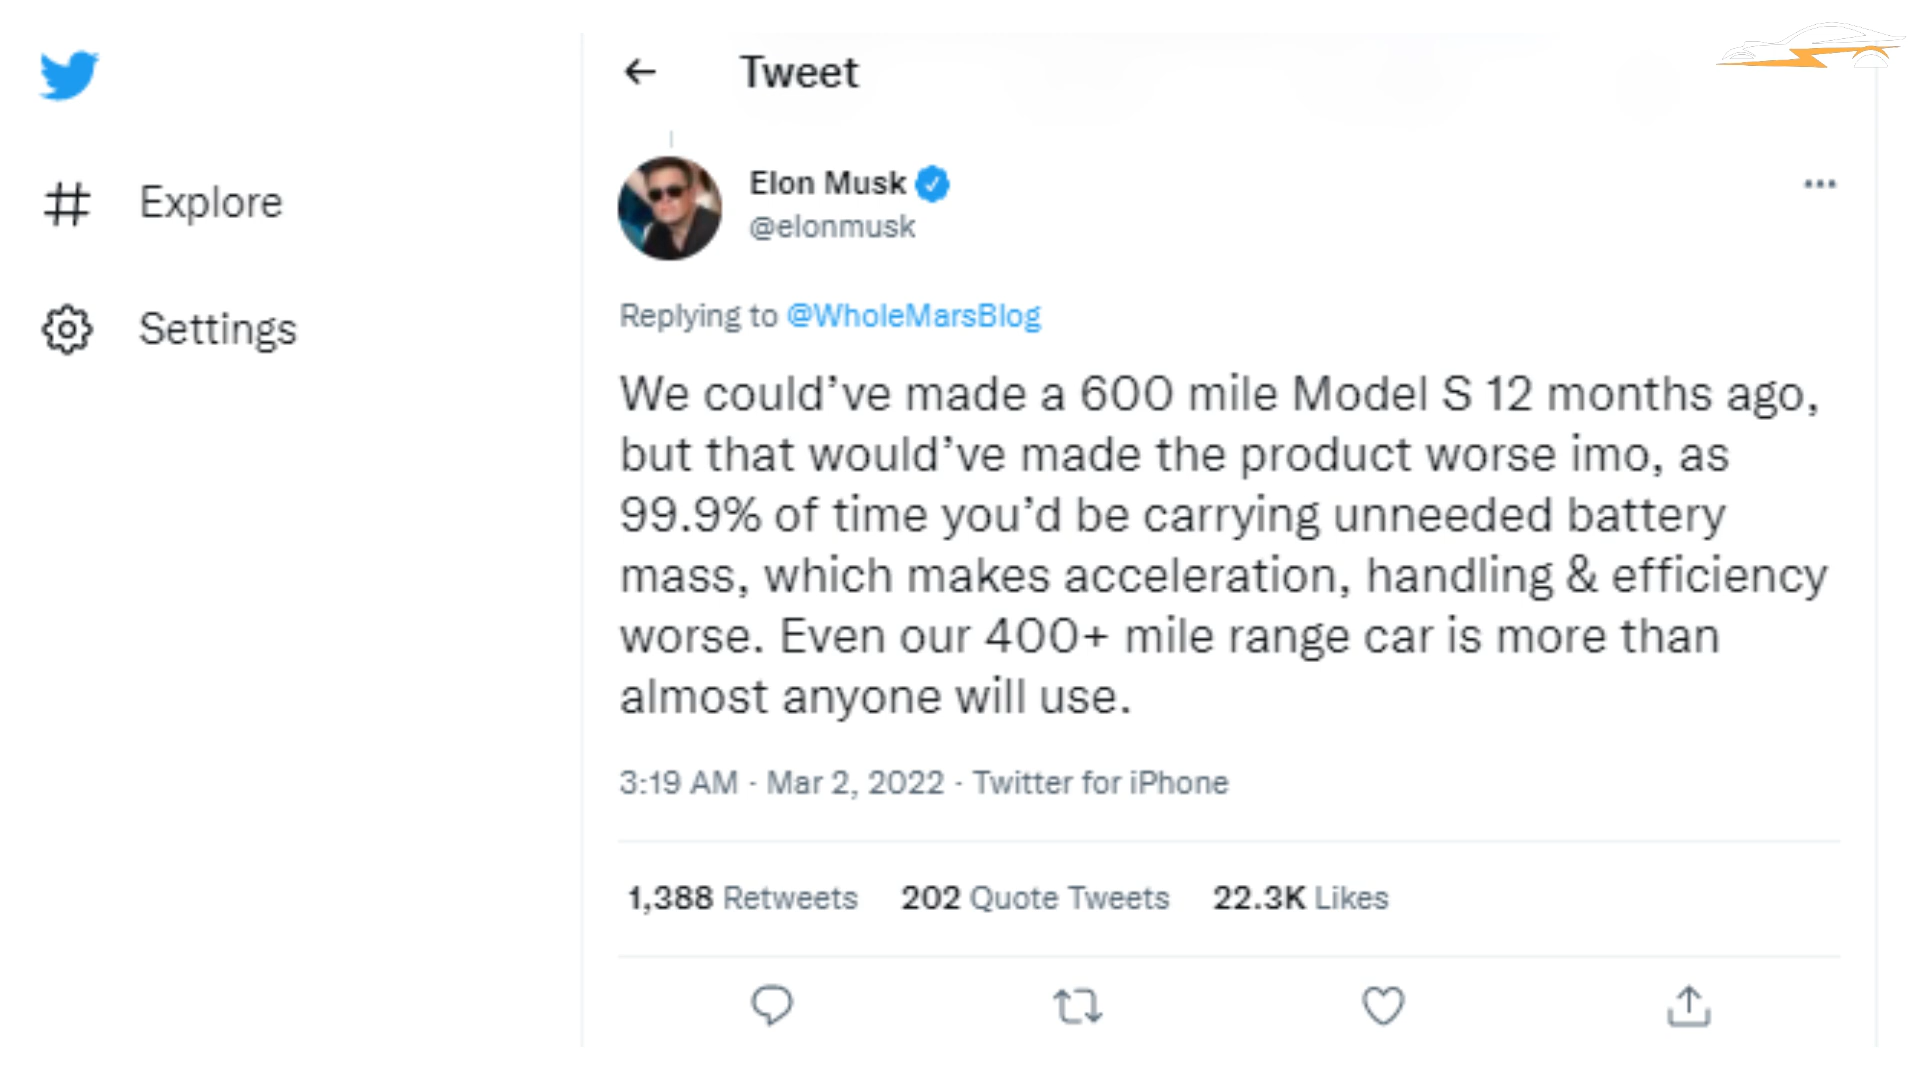 Tweet
Explore
Settings
Elon Musk
@elonmusk
Replying to @WholeMarsBlog
We could’ve made a 600 mile Model S 12 months ago,
but that would’ve made the product worse imo, as
99.9% of time you’d be carrying unneeded battery
mass, which makes acceleration, handling & efficiency
worse. Even our 400+ mile range car is more than
almost anyone will use.
3:19 AM · Mar 2, 2022 · Twitter for iPhone
1,388 Retweets 202 Quote Tweets 22.3K Likes